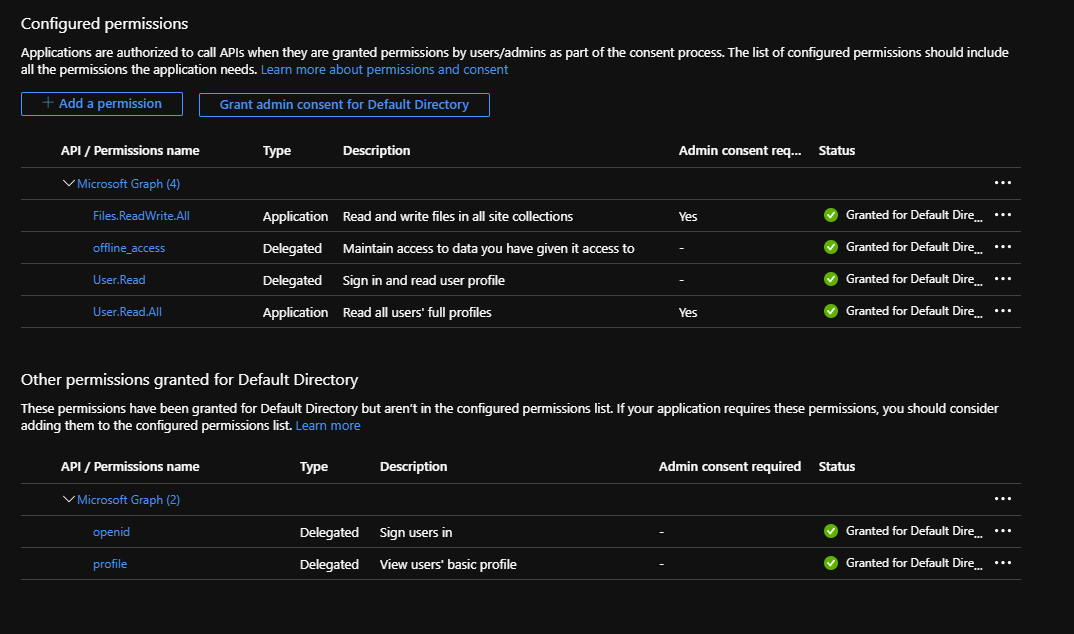 Configured permissions
Applications are authorized to call APIs when they are granted permissions by users/admins as part of the consent process. The list of configured permissions should include
all the permissions the application needs. Learn more about permissions and consent
+ Add a permission Grant admin consent for Default Directory
API / Permissions name Type Description Admin consent req... Status
Microsoft Graph (4) ...
Files.ReadWrite.All Application Read and write files in all site collections Yes Granted for Default Dire... ...
offline_access Delegated Maintain access to data you have given it access to - Granted for Default Dire... ...
User.Read Delegated Sign in and read user profile - Granted for Default Dire... ...
User.Read.All Application Read all users' full profiles Yes Granted for Default Dire... ...
Other permissions granted for Default Directory
These permissions have been granted for Default Directory but aren't in the configured permissions list. If your application requires these permissions, you should consider
adding them to the configured permissions list. Learn more
API / Permissions name Type Description Admin consent required Status
Microsoft Graph (2) ...
openid Delegated Sign users in - Granted for Default Dire... ...
profile Delegated View users' basic profile - Granted for Default Dire... ...